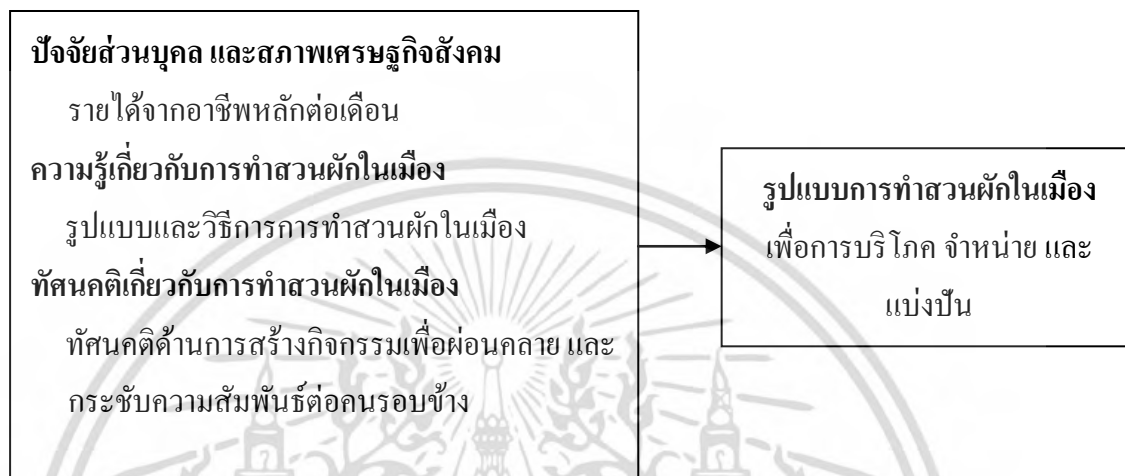 ปัจจัยส่วนบุคล และสภาพเศรษฐกิจสังคม
รายได้จากอาชีพหลักต่อเดือน
ความรู้เกี่ยวกับการทำสวนผักในเมือง
รูปแบบและวิธีการการทำสวนผักในเมือง
ทัศนคติเกี่ยวกับการทำสวนผักในเมือง
ทัศนคติด้านการสร้างกิจกรรมเพื่อผ่อนคลาย และ
กระชับความสัมพันธ์ต่อคนรอบข้าง
รูปแบบการทำสวนผักในเมือง
เพื่อการบริโภค จำหน่าย และ
แบ่งปัน